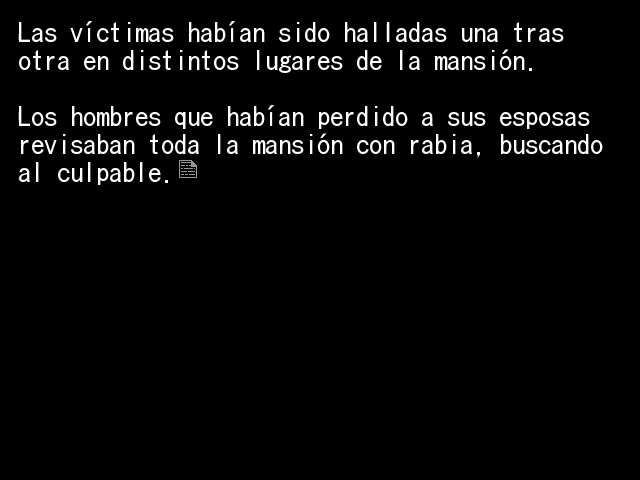 Las víctimas habían sido halladas una tras
otra en distintos lugares de la mansión.
Los hombres que habían perdido a sus esposas
revisaban toda la mansión con rabia, buscando
al culpable.